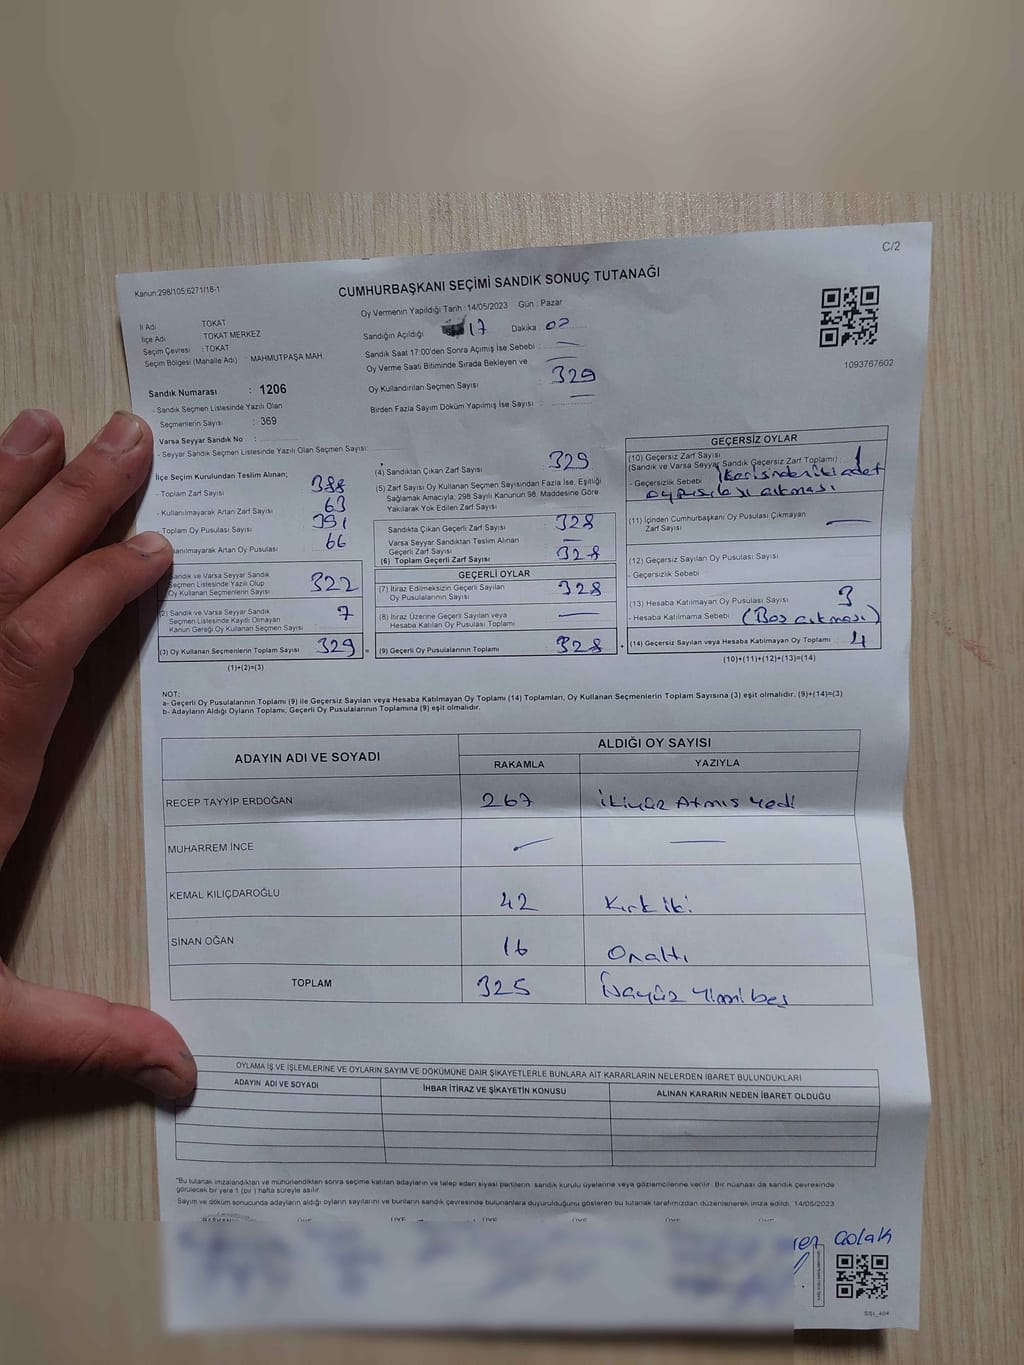 C/2
Kanun:298/105;6271/18-1
CUMHURBAŞKANI SEÇİMİ SANDIK SONUÇ TUTANAĞI
Oy Vermenin Yapıldığı Tarih: 14/05/2023 Gün : Pazar
İl Adı TOKAT
İlçe Adı TOKAT MERKEZ
Seçim Çevresi : TOKAT
Seçim Bölgesi (Mahalle Adı) : MAHMUTPAŞA MAH.
Sandık Numarası : 1206
- Sandık Seçmen Listesinde Yazılı Olan
Seçmenlerin Sayısı : 369
Varsa Seyyar Sandık No :
- Seyyar Sandık Seçmen Listesinde Yazılı Olan Seçmen Sayısı:
Sandığın Açıldığı 17 Dakika 02
Sandık Saat 17:00'den Sonra Açımış İse Sebebi :
Oy Verme Saati Bitiminde Sırada Bekleyen ve
Oy Kullandırılan Seçmen Sayısı 329
Birden Fazla Sayım Döküm Yapılmış İse Sayısı :
1093767602
İlçe Seçim Kurulundan Teslim Alınan;
- Toplam Zarf Sayısı 388
- Kullanılmayarak Artan Zarf Sayısı 63
- Toplam Oy Pusulası Sayısı 391
anılmayarak Artan Oy Pusulası 66
Sandık ve Varsa Seyyar Sandık
Seçmen Listesinde Yazılı Olup
Oy Kullanan Seçmenlerin Sayısı 322
(2) Sandık ve Varsa Seyyar Sandık
Seçmen Listesinde Kayıtlı Olmayan
Kanun Gereği Oy Kullanan Seçmen Sayısı 7
(3) Oy Kullanan Seçmenlerin Toplam Sayısı 329 =
(1)+(2)=(3)
(4) Sandıktan Çıkan Zarf Sayısı 329
(5) Zarf Sayısı Oy Kullanan Seçmen Sayısından Fazla İse, Eşitliği
Sağlamak Amacıyla; 298 Sayılı Kanunun 98. Maddesine Göre
Yakılarak Yok Edilen Zarf Sayısı
Sandıkta Çıkan Geçerli Zarf Sayısı 328
Varsa Seyyar Sandıktan Teslim Alınan
Geçerli Zarf Sayısı
(6) Toplam Geçerli Zarf Sayısı 328
GEÇERLİ OYLAR
(7) İtiraz Edilmeksizin Geçerli Sayılan
Oy Pusulalarının Sayısı 328
(8) İtiraz Üzerine Geçerli Sayılan veya
Hesaba Katılan Oy Pusulası Toplamı
(9) Geçerli Oy Pusulalarının Toplamı 328
GEÇERSİZ OYLAR
(10) Geçersiz Zarf Sayısı
(Sandık ve Varsa Seyyar Sandık Geçersiz Zarf Toplamı) : 1
- Geçersizlik Sebebi (Kerisinden iki adet
oy pusulası çıkması
(11) İçinden Cumhurbaşkanı Oy Pusulası Çıkmayan
Zarf Sayısı
(12) Geçersiz Sayılan Oy Pusulası Sayısı
- Geçersizlik Sebebi
(13) Hesaba Katılmayan Oy Pusulası Sayısı 3
- Hesaba Katılmama Sebebi (Boş çıkması)
(14) Geçersiz Sayılan veya Hesaba Katılmayan Oy Toplamı 4
(10)+(11)+(12)+(13)=(14)
NOT:
a- Geçerli Oy Pusulalarının Toplamı (9) ile Geçersiz Sayılan veya Hesaba Katılmayan Oy Toplamı (14) Toplamları, Oy Kullanan Seçmenlerin Toplam Sayısına (3) eşit olmalıdır. (9)+(14)=(3)
b- Adayların Aldığı Oyların Toplamı, Geçerli Oy Pusulalarının Toplamına (9) eşit olmalıdır.
ADAYIN ADI VE SOYADI ALDIĞI OY SAYISI
RAKAMLA YAZIYLA
RECEP TAYYİP ERDOĞAN 267 İkiyüz Atmış Yedi
MUHARREM İNCE
KEMAL KILIÇDAROĞLU 42 Kırk iki
SİNAN OĞAN 16 Onaltı
TOPLAM 325 Üçyüz Yirmi beş
OYLAMA İŞ VE İŞLEMLERİNE VE OYLARIN SAYIM VE DÖKÜMÜNE DAİR ŞİKAYETLERLE BUNLARA AİT KARARLARIN NELERDEN İBARET BULUNDUKLARI
ADAYIN ADI VE SOYADI İHBAR İTİRAZ VE ŞİKAYETİN KONUSU ALINAN KARARIN NEDEN İBARET OLDUĞU
"Bu tutanak imzalandıktan ve mühürlendikten sonra seçime katılan adayların ve talep eden siyasi partilerin sandık kurulu üyelerine veya gözlemcilerine verilir. Bir nüshası da sandık çevresinde
görülecek bir yere 1 (bir) hafta süreyle asılır.
Sayım ve döküm sonucunda adayların aldığı oyların sayılarını ve bunların sandık çevresinde bulunanlara duyurulduğunu gösteren bu tutanak tarafımızdan düzenlenerek imza edildi. 14/05/2023
BAŞKAN ÜYE ÜYE ÜYE ÜYE ÜYE ÜYE
Çolak